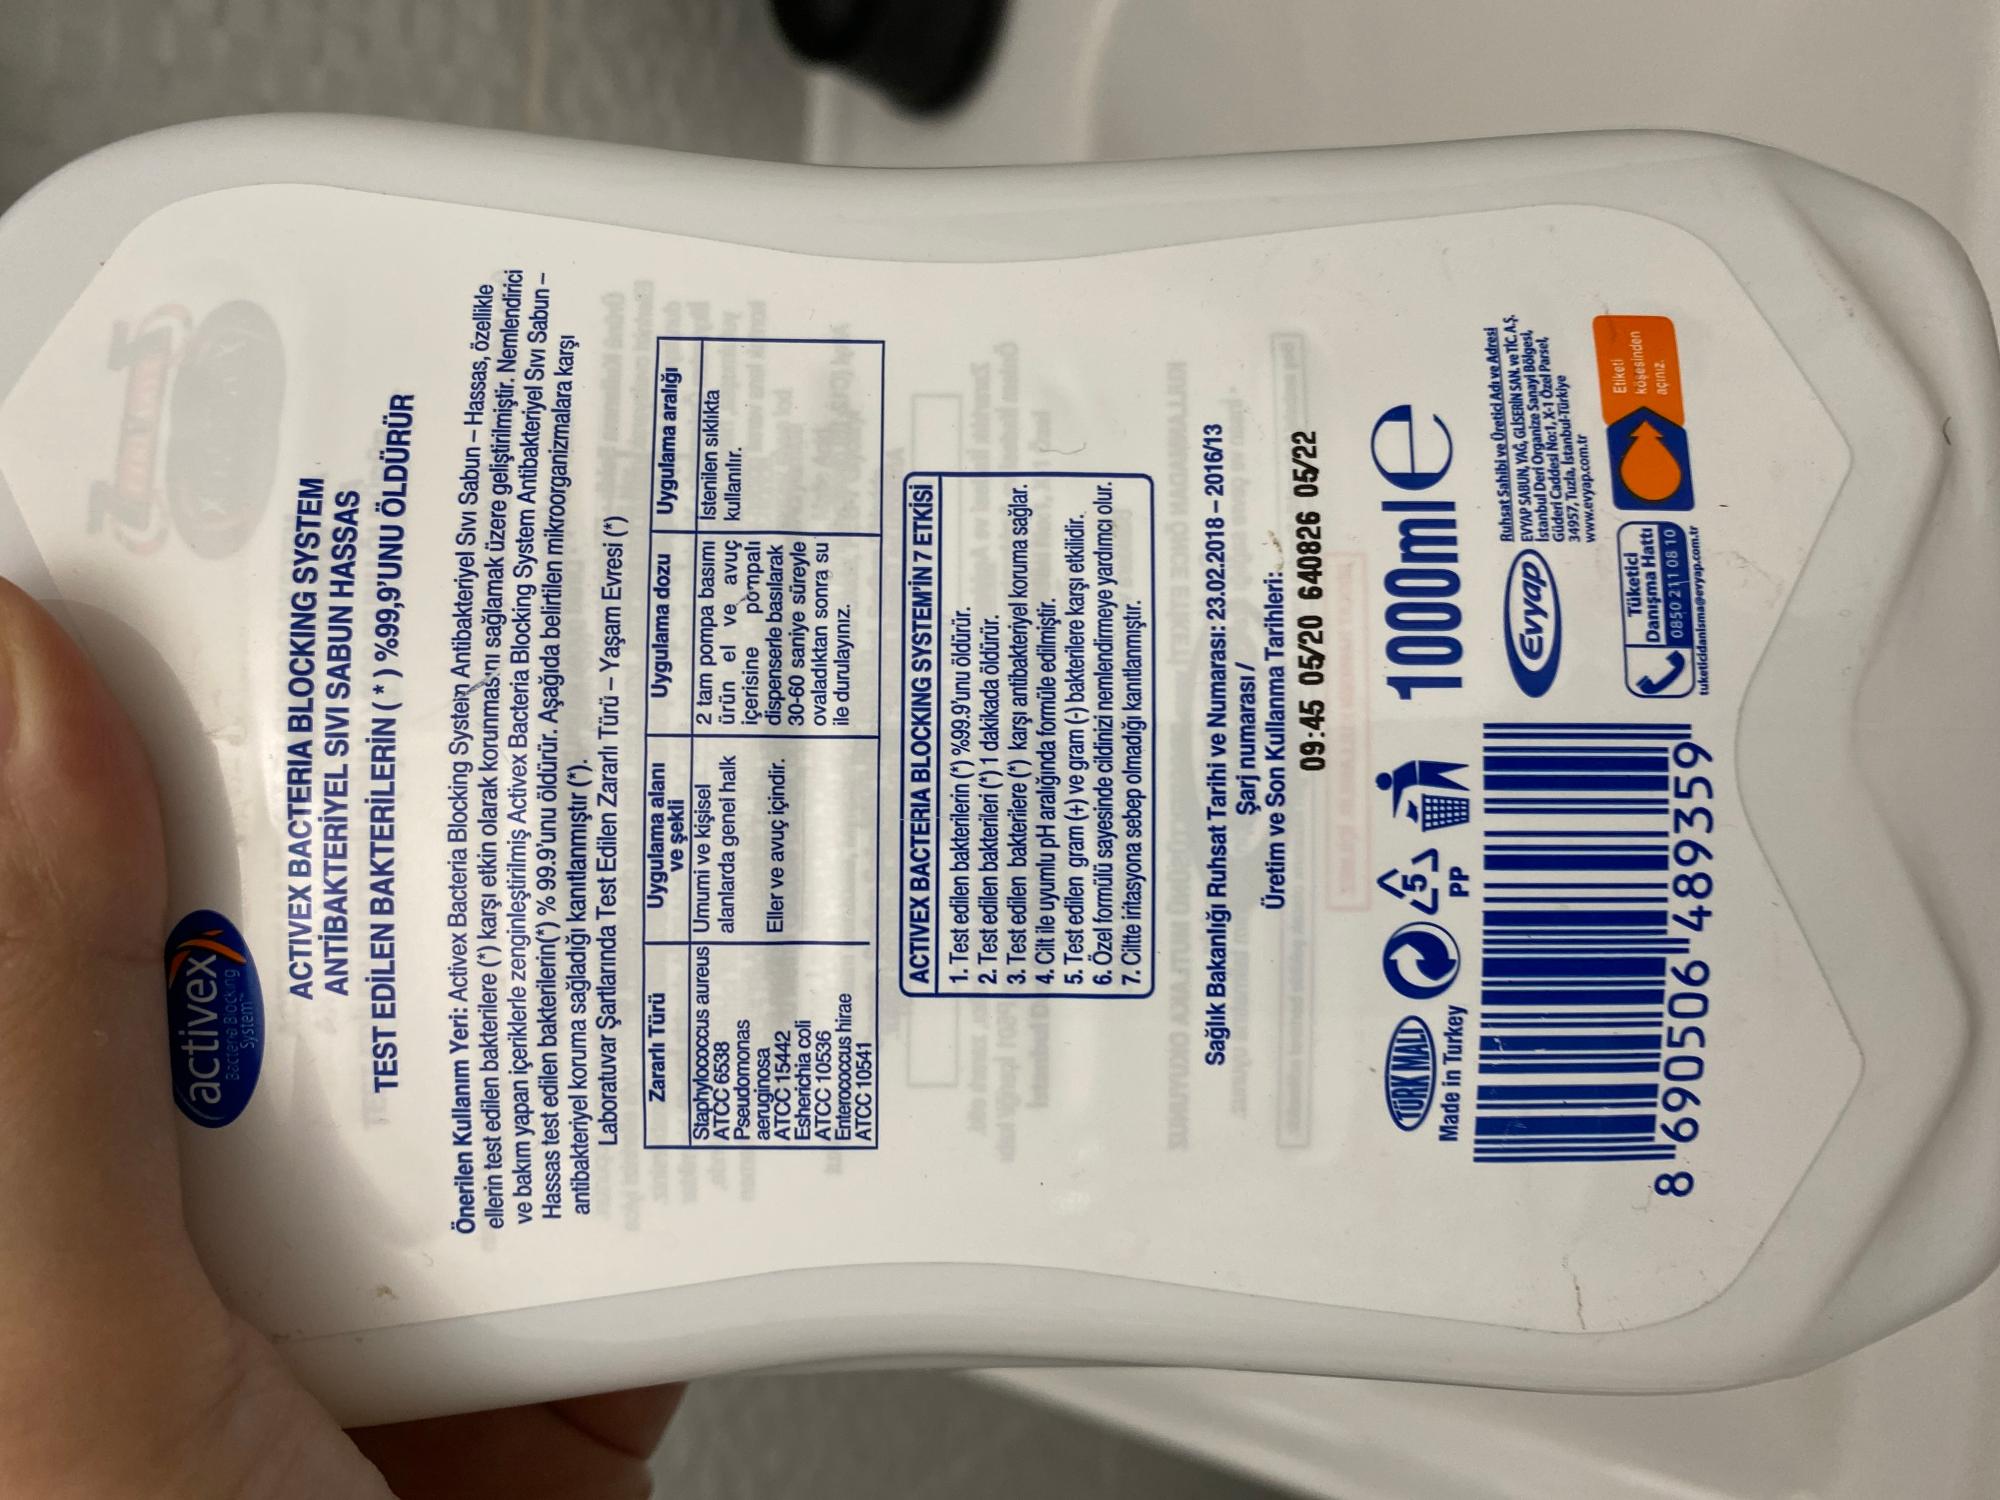 activex
Bacteria Blocking
System™
ACTIVEX BACTERIA BLOCKING SYSTEM
ANTİBAKTERİYEL SIVI SABUN HASSAS
TEST EDİLEN BAKTERİLERİN ( * ) %99,9'UNU ÖLDÜRÜR
Önerilen Kullanım Yeri: Activex Bacteria Blocking System Antibakteriyel Sıvı Sabun – Hassas, özellikle
ellerin test edilen bakterilere (*) karşı etkin olarak korunmasını sağlamak üzere geliştirilmiştir. Nemlendirici
ve bakım yapan içeriklerle zenginleştirilmiş Activex Bacteria Blocking System Antibakteriyel Sıvı Sabun –
Hassas test edilen bakterilerin(*) % 99.9'unu öldürür. Aşağıda belirtilen mikroorganizmalara karşı
antibakteriyel koruma sağladığı kanıtlanmıştır (*).
Laboratuvar Şartlarında Test Edilen Zararlı Türü – Yaşam Evresi (*)
Zararlı Türü
Staphylococcus aureus
ATCC 6538
Pseudomonas
aeruginosa
ATCC 15442
Esherichia coli
ATCC 10536
Enterococcus hirae
ATCC 10541
Uygulama alanı
ve şekli
Umumi ve kişisel
alanlarda genel halk
Eller ve avuç içindir.
Uygulama dozu
2 tam pompa basımı
ürün el ve avuç
içerisine pompalı
dispenserle basılarak
30-60 saniye süreyle
ovaladıktan sonra su
ile durulayınız.
Uygulama aralığı
İstenilen sıklıkta
kullanılır.
ACTIVEX BACTERIA BLOCKING SYSTEM'İN 7 ETKİSİ
1. Test edilen bakterilerin (*) %99.9'unu öldürür.
2. Test edilen bakterileri (*) 1 dakikada öldürür.
3. Test edilen bakterilere (*) karşı antibakteriyel koruma sağlar.
4. Cilt ile uyumlu pH aralığında formüle edilmiştir.
5. Test edilen gram (+) ve gram (-) bakterilere karşı etkilidir.
6. Özel formülü sayesinde cildinizi nemlendirmeye yardımcı olur.
7. Ciltte iritasyona sebep olmadığı kanıtlanmıştır.
Sağlık Bakanlığı Ruhsat Tarihi ve Numarası: 23.02.2018 – 2016/13
Şarj numarası /
Üretim ve Son Kullanma Tarihleri:
09:45 05/20 640826 05/22
TÜRK MALI
Made in Turkey
5
PP
1000ml e
8 690506 489359
Evyap
Ruhsat Sahibi ve Üretici Adı ve Adresi
EVYAP SABUN, YAĞ, GLİSERİN SAN. ve TİC. A.Ş.
İstanbul Deri Organize Sanayi Bölgesi,
Güderi Caddesi No:1, X-1 Özel Parsel,
34957, Tuzla, İstanbul-Türkiye
www.evyap.com.tr
Tüketici
Danışma Hattı
0850 211 08 10
tuketicidanisma@evyap.com.tr
Etiketi
köşesinden
açınız.